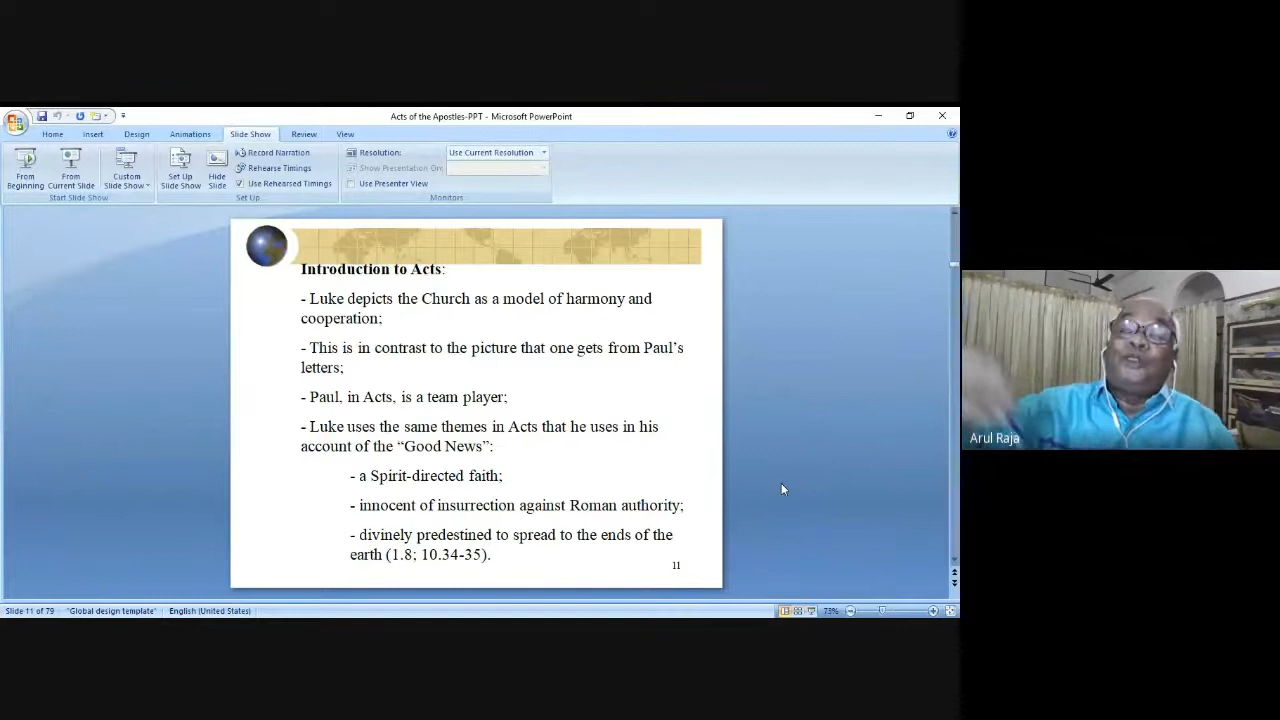 Acts of the Apostles-PPT - Microsoft PowerPoint
Home Insert Design Animations Slide Show Review View
Record Narration Resolution: Use Current Resolution
Rehearse Timings Show Presentation On:
From Beginning From Current Slide Custom Slide Show Set Up Slide Show Hide Slide Use Rehearsed Timings Use Presenter View
Start Slide Show Set Up Monitors
Introduction to Acts:
- Luke depicts the Church as a model of harmony and
cooperation;
- This is in contrast to the picture that one gets from Paul's
letters;
- Paul, in Acts, is a team player;
- Luke uses the same themes in Acts that he uses in his
account of the “Good News”:
- a Spirit-directed faith;
- innocent of insurrection against Roman authority;
- divinely predestined to spread to the ends of the
earth (1.8; 10.34-35).
11
Arul Raja
Slide 11 of 79 "Global design template" English (United States) 73%